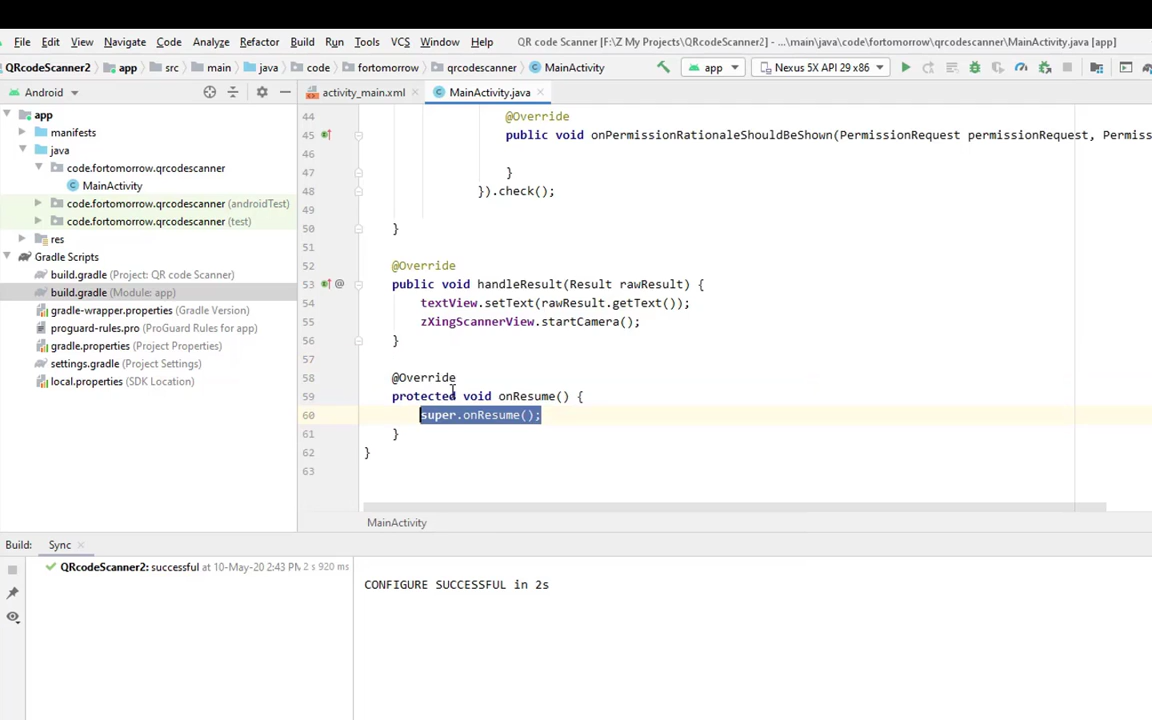 File Edit View Navigate Code Analyze Refactor Build Run Tools VCS Window Help QR code Scanner [F:\Z My Projects\QRcodeScanner2] - ...\main\java\code\fortomorrow\qrcodescanner\MainActivity.java [app]
QRcodeScanner2 app src main java code fortomorrow qrcodescanner MainActivity app Nexus 5X API 29 x86
Android activity_main.xml MainActivity.java
app
manifests
java
code.fortomorrow.qrcodescanner
MainActivity
code.fortomorrow.qrcodescanner (androidTest)
code.fortomorrow.qrcodescanner (test)
res
Gradle Scripts
build.gradle (Project: QR code Scanner)
build.gradle (Module: app)
gradle-wrapper.properties (Gradle Version)
proguard-rules.pro (ProGuard Rules for app)
gradle.properties (Project Properties)
settings.gradle (Project Settings)
local.properties (SDK Location)
44 @Override
45 public void onPermissionRationaleShouldBeShown(PermissionRequest permissionRequest, Permiss
46
47 }
48 }).check();
49
50 }
51
52 @Override
53 @ public void handleResult(Result rawResult) {
54 textView.setText(rawResult.getText());
55 zXingScannerView.startCamera();
56 }
57
58 @Override
59 protected void onResume() {
60 super.onResume();
61 }
62 }
63
MainActivity
Build: Sync
QRcodeScanner2: successful at 10-May-20 2:43 PM 2 s 920 ms
CONFIGURE SUCCESSFUL in 2s